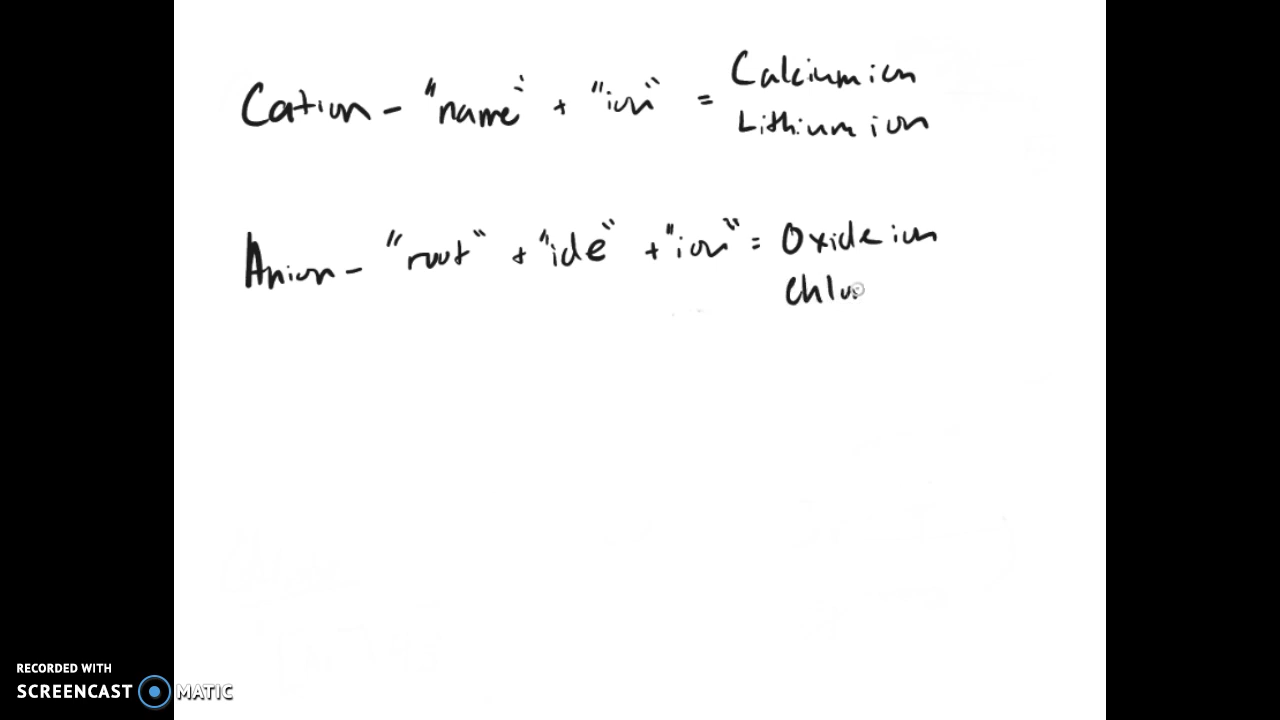 Calcium ion
Cation - "name" + "ion" =
Lithium ion
Anion - "root" + "ide" + "ion" = Oxide ion
Chlo
RECORDED WITH
SCREENCAST MATIC